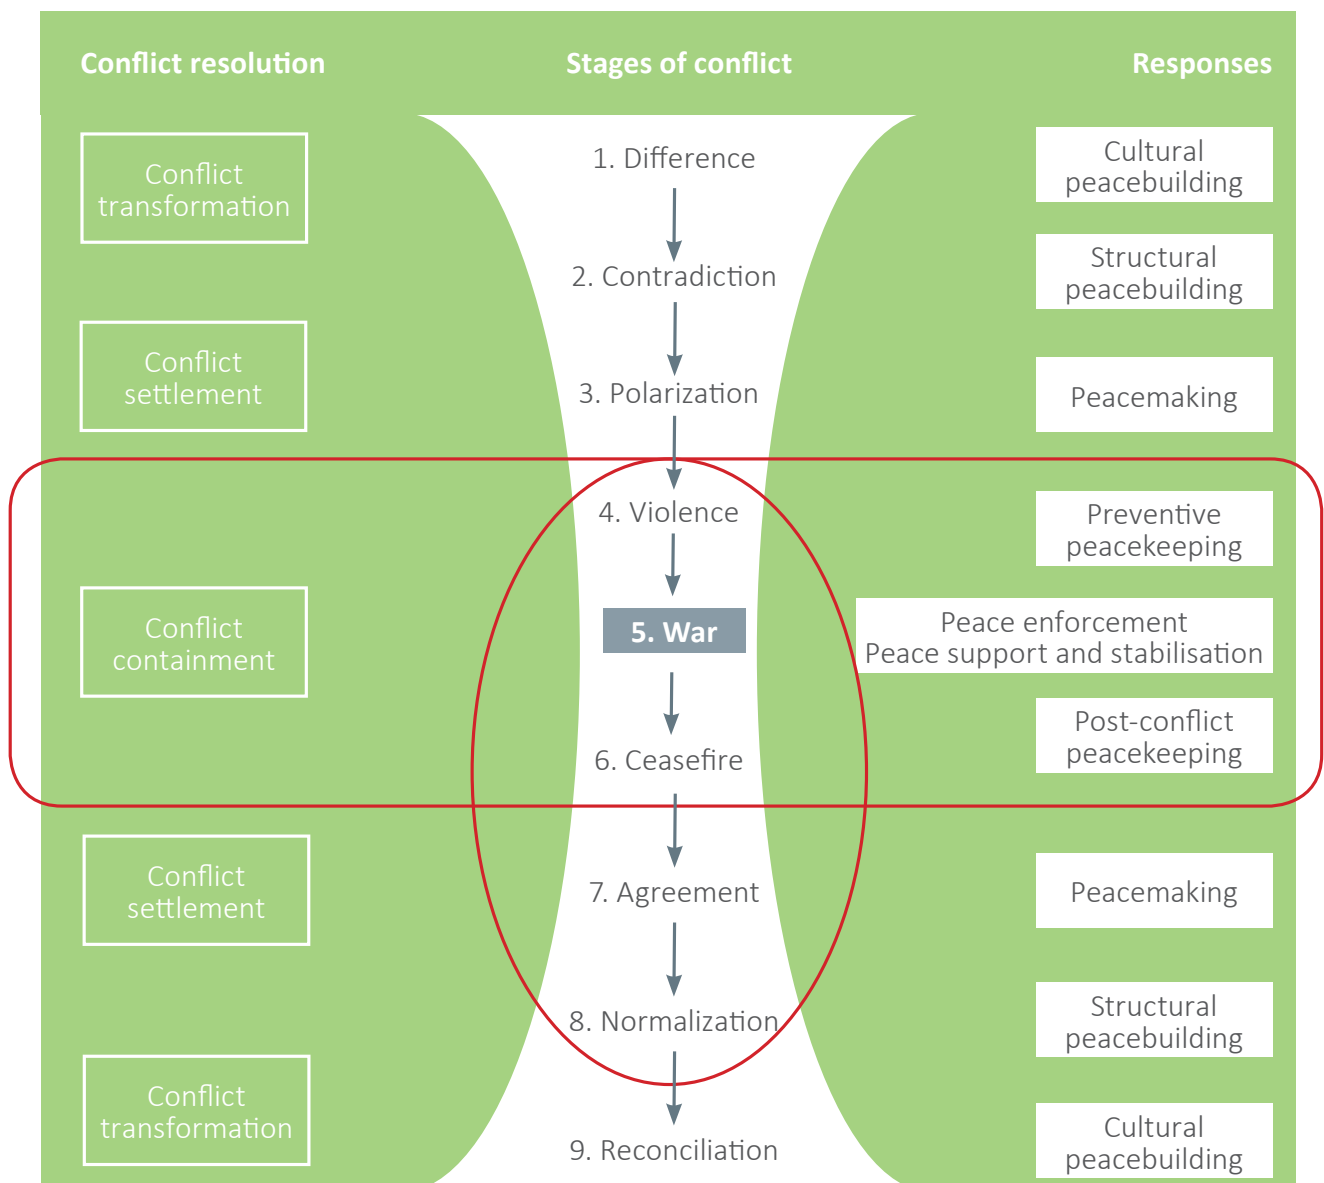 Conflict resolution
Stages of conflict
Responses
Conflict
transformation
1. Difference
Cultural
peacebuilding
2. Contradiction
Structural
peacebuilding
Conflict
settlement
3. Polarization
Peacemaking
4. Violence
Preventive
peacekeeping
Conflict
containment
5. War
Peace enforcement
Peace support and stabilisation
6. Ceasefire
Post-conflict
peacekeeping
Conflict
settlement
7. Agreement
Peacemaking
8. Normalization
Structural
peacebuilding
Conflict
transformation
9. Reconciliation
Cultural
peacebuilding